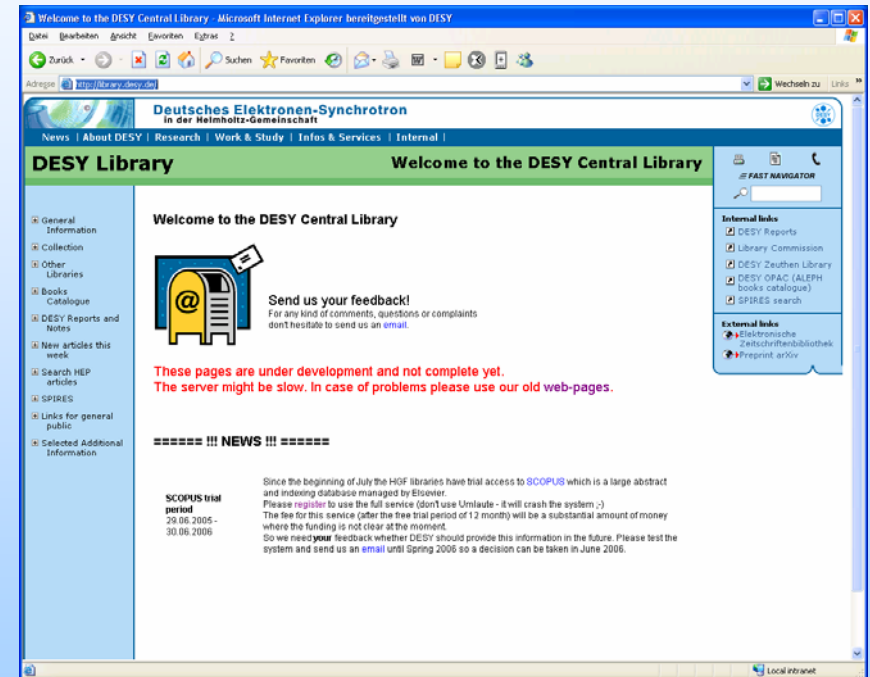 Welcome to the DESY Central Library - Microsoft Internet Explorer bereitgestellt von DESY
Datei Bearbeiten Ansicht Favoriten Extras ?
Zurück Suchen Favoriten
Adresse http://library.desy.de/ Wechseln zu Links
Deutsches Elektronen-Synchrotron
in der Helmholtz-Gemeinschaft
News | About DESY | Research | Work & Study | Infos & Services | Internal |
DESY Library Welcome to the DESY Central Library
FAST NAVIGATOR
General
Information
Collection
Other
Libraries
Books
Catalogue
DESY Reports and
Notes
New articles this
week
Search HEP
articles
SPIRES
Links for general
public
Selected Additional
Information
Welcome to the DESY Central Library
@
Send us your feedback!
For any kind of comments, questions or complaints
don't hesitate to send us an email.
These pages are under development and not complete yet.
The server might be slow. In case of problems please use our old web-pages.
====== !!! NEWS !!! ======
SCOPUS trial
period
29.06.2005 -
30.06.2006
Since the beginning of July the HGF libraries have trial access to SCOPUS which is a large abstract
and indexing database managed by Elsevier.
Please register to use the full service (don't use Umlaute - it will crash the system ;-)
The fee for this service (after the free trial period of 12 month) will be a substantial amount of money
where the funding is not clear at the moment.
So we need your feedback whether DESY should provide this information in the future. Please test the
system and send us an email until Spring 2006 so a decision can be taken in June 2006.
Internal links
DESY Reports
Library Commission
DESY Zeuthen Library
DESY OPAC (ALEPH
books catalogue)
SPIRES search
External links
Elektronische
Zeitschriftenbibliothek
Preprint arXiv
Local intranet